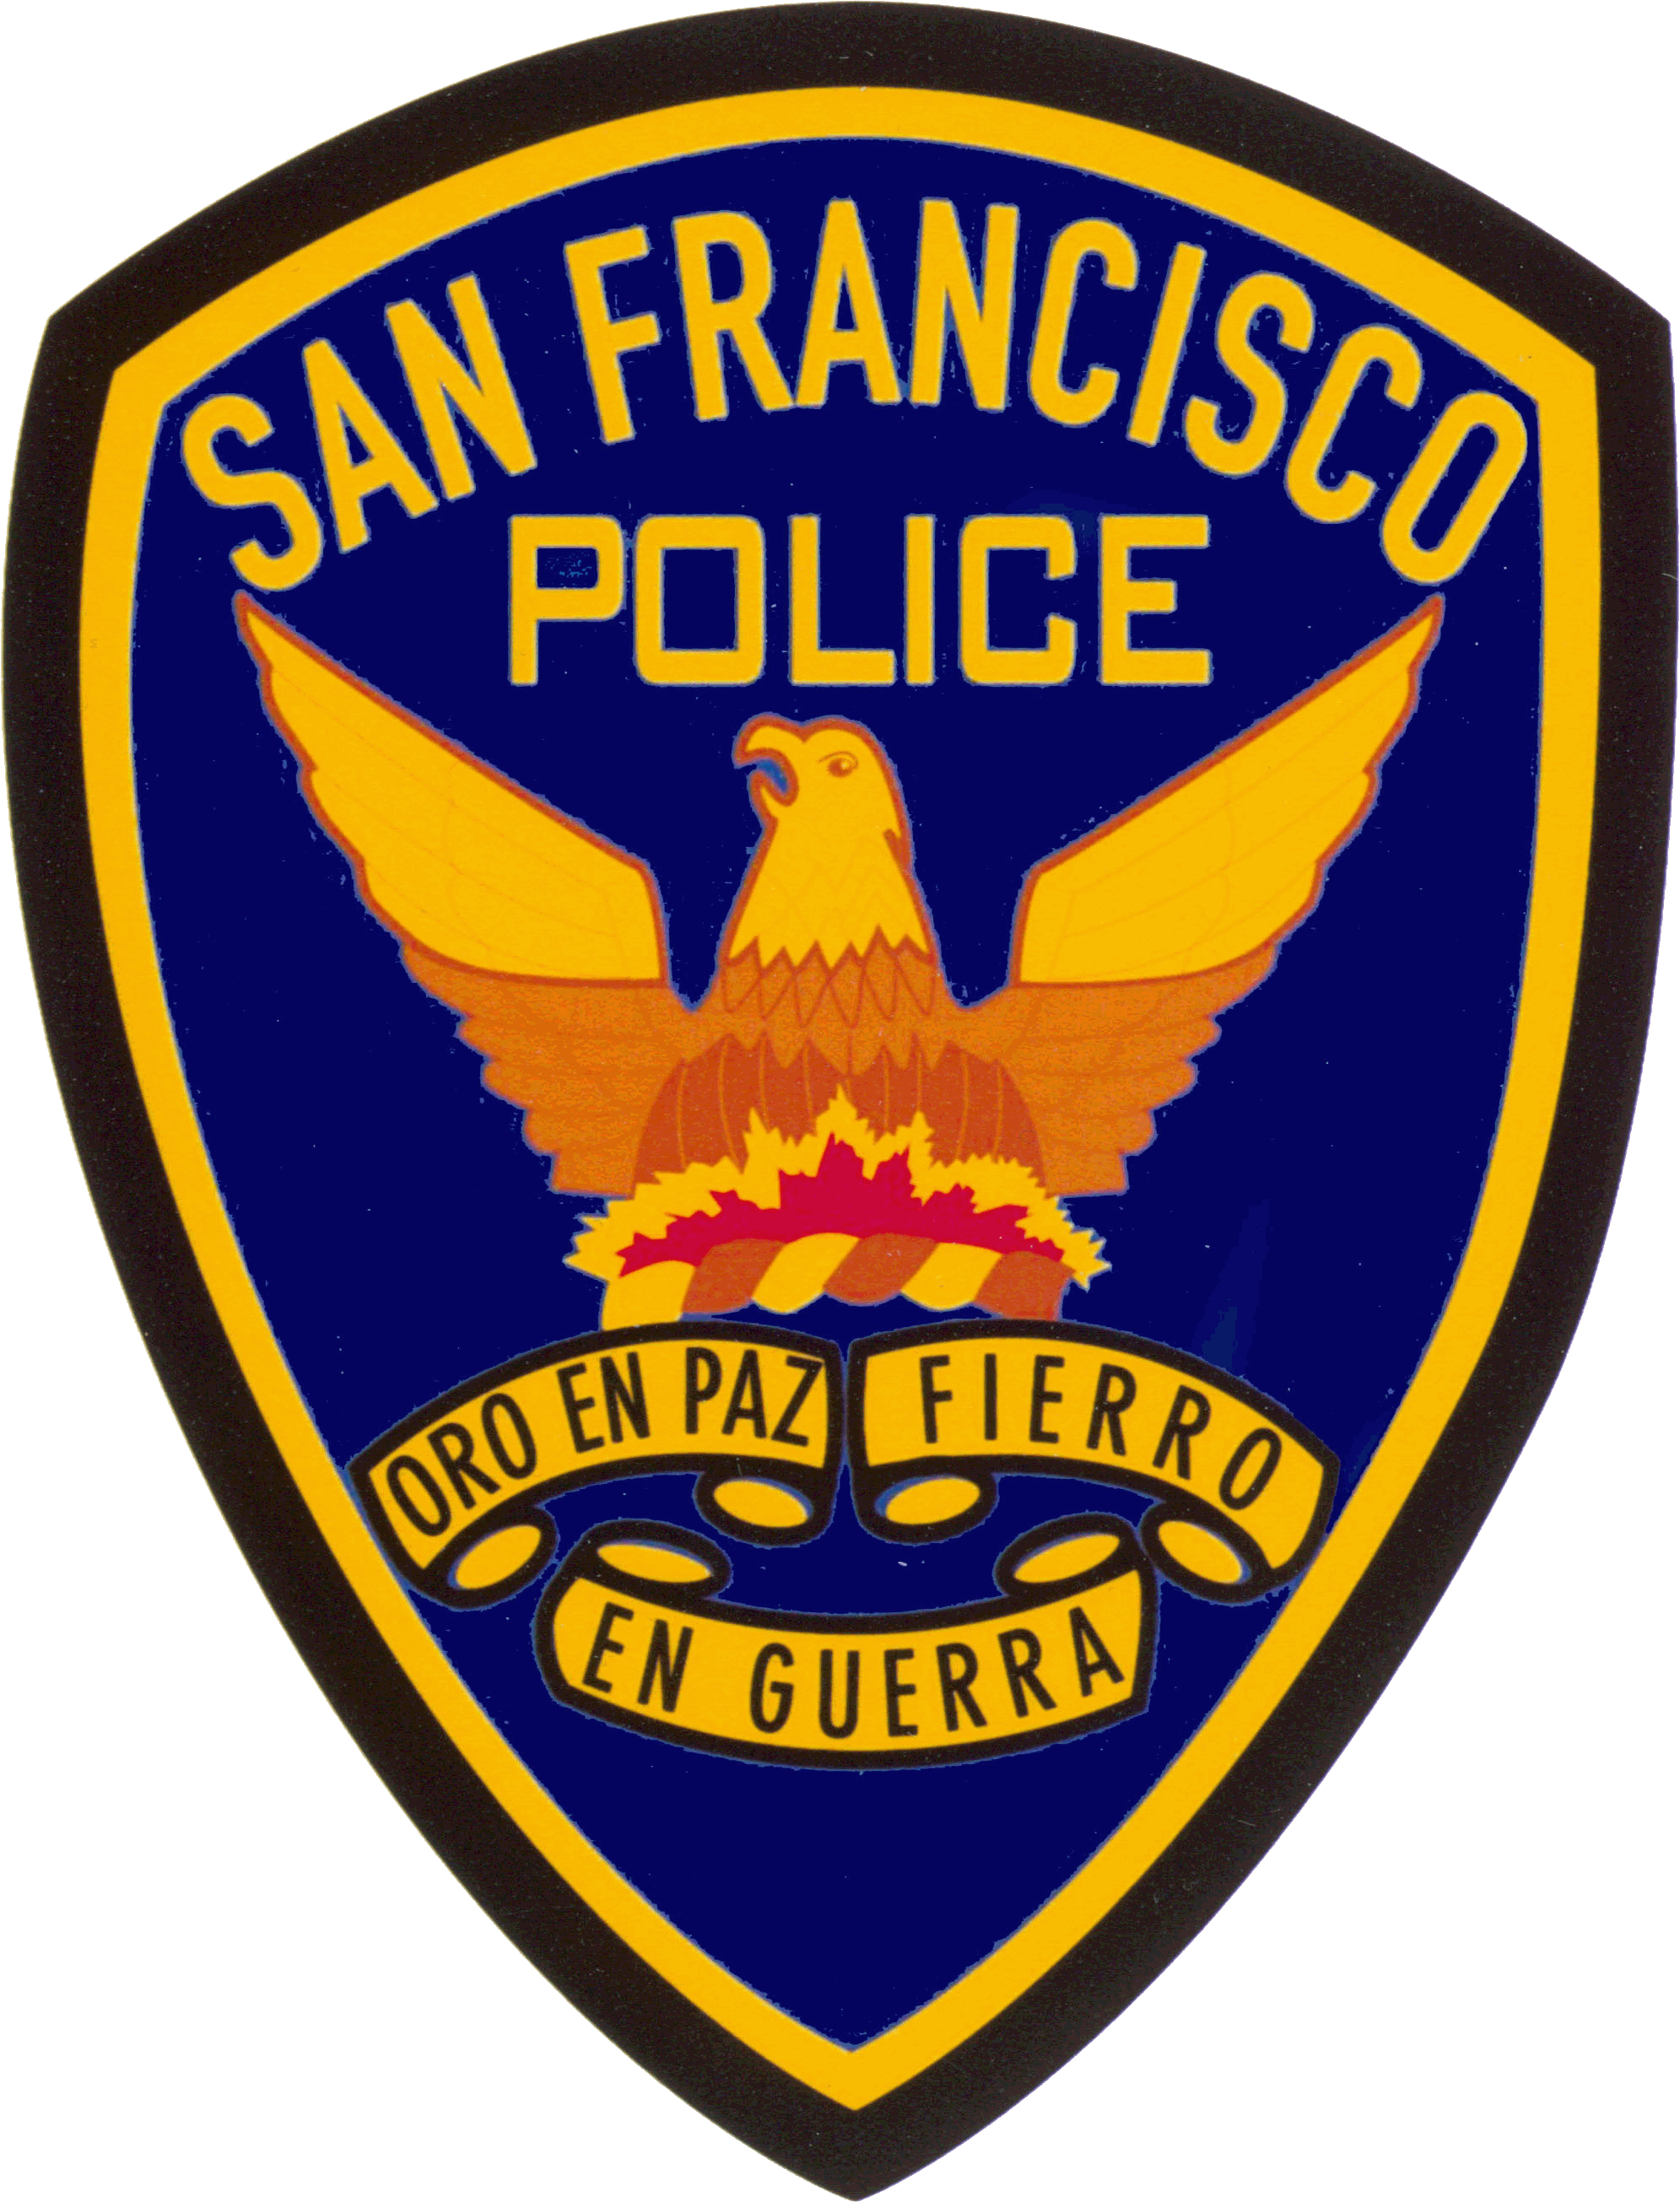 SAN FRANCISCO
POLICE
ORO EN PAZ
FIERRO
EN GUERRA